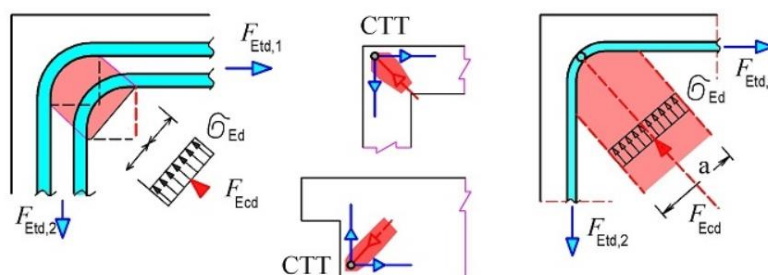 F_Etd,1
σ_Ed
F_Ecd
F_Etd,2
CTT
CTT
F_Etd,
σ_Ed
a
F_Ecd
F_Etd,2